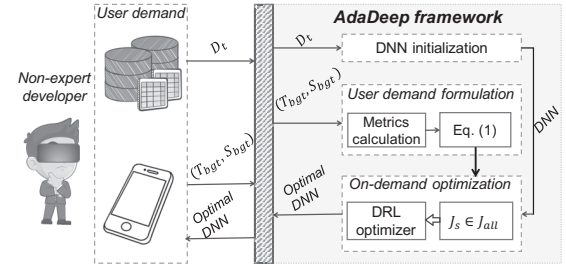 User demand
AdaDeep framework
Non-expert
developer
D_t
D_t
DNN initialization
(T_bgt, S_bgt)
User demand formulation
Metrics
calculation
Eq. (1)
DNN
(T_bgt, S_bgt)
Optimal
DNN
Optimal
DNN
On-demand optimization
DRL
optimizer
J_s ∈ J_all